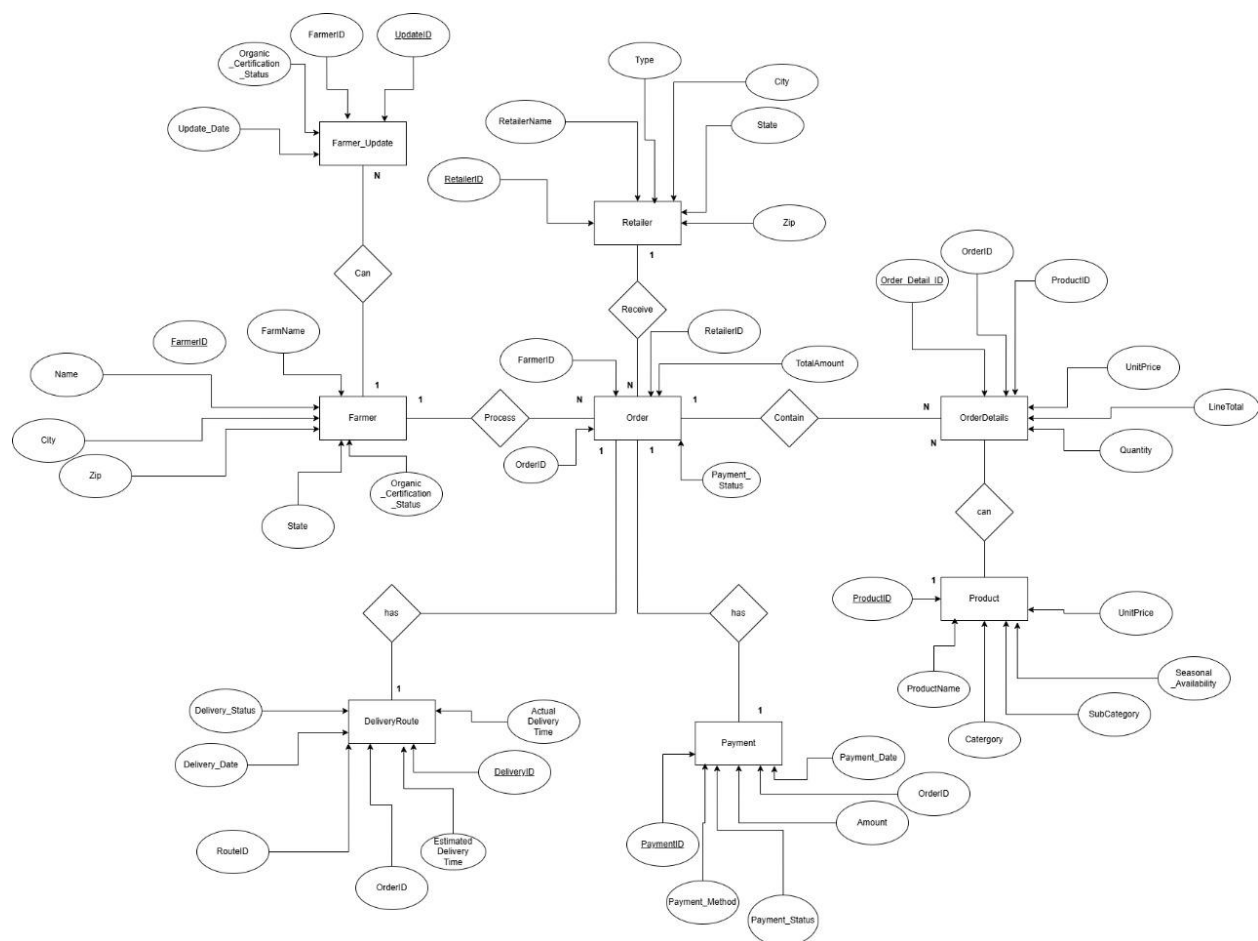 FarmerID
UpdateID
Organic
_Certification
_Status
Type
City
RetailerName
State
Update_Date
Farmer_Update
N
RetailerID
Retailer
Zip
1
OrderID
Can
Order_Detail_ID
ProductID
Receive
FarmName
RetailerID
FarmerID
FarmerID
TotalAmount
UnitPrice
Name
N
1
1
N
1
N
LineTotal
Farmer
Process
Order
Contain
OrderDetails
City
1
1
N
Quantity
Zip
OrderID
Organic
_Certification
_Status
Payment_
Status
State
can
1
ProductID
Product
UnitPrice
has
has
Seasonal
_Availability
ProductName
1
SubCategory
Delivery_Status
DeliveryRoute
Actual
Delivery
Time
1
Catergory
Payment
Payment_Date
Delivery_Date
DeliveryID
OrderID
Amount
RouteID
Estimated
Delivery
Time
PaymentID
OrderID
Payment_Method
Payment_Status